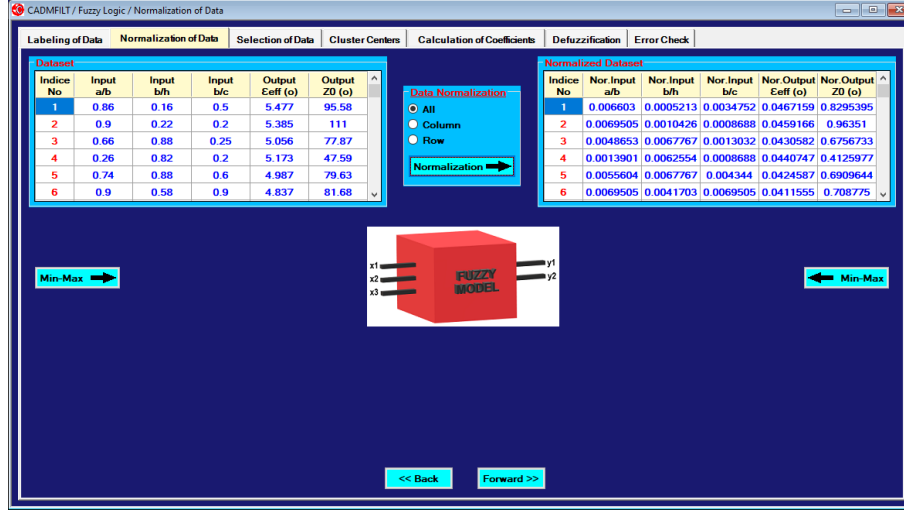 CADMFILT / Fuzzy Logic / Normalization of Data
Labeling of Data Normalization of Data Selection of Data Cluster Centers Calculation of Coefficients Defuzzification Error Check
Dataset
Indice No Input a/b Input b/h Input b/c Output Ɛeff (o) Output Z0 (o)
1 0.86 0.16 0.5 5.477 95.58
2 0.9 0.22 0.2 5.385 111
3 0.66 0.88 0.25 5.056 77.87
4 0.26 0.82 0.2 5.173 47.59
5 0.74 0.88 0.6 4.987 79.63
6 0.9 0.58 0.9 4.837 81.68
Data Normalization
All
Column
Row
Normalization
Normalized Dataset
Indice No Nor.Input a/b Nor.Input b/h Nor.Input b/c Nor.Output Ɛeff (o) Nor.Output Z0 (o)
1 0.006603 0.0005213 0.0034752 0.0467159 0.8295395
2 0.0069505 0.0010426 0.0008688 0.0459166 0.96351
3 0.0048653 0.0067767 0.0013032 0.0430582 0.6756733
4 0.0013901 0.0062554 0.0008688 0.0440747 0.4125977
5 0.0055604 0.0067767 0.004344 0.0424587 0.6909644
6 0.0069505 0.0041703 0.0069505 0.0411555 0.708775
Min-Max
x1
x2
x3
FUZZY
MODEL
y1
y2
Min-Max
<< Back Forward >>